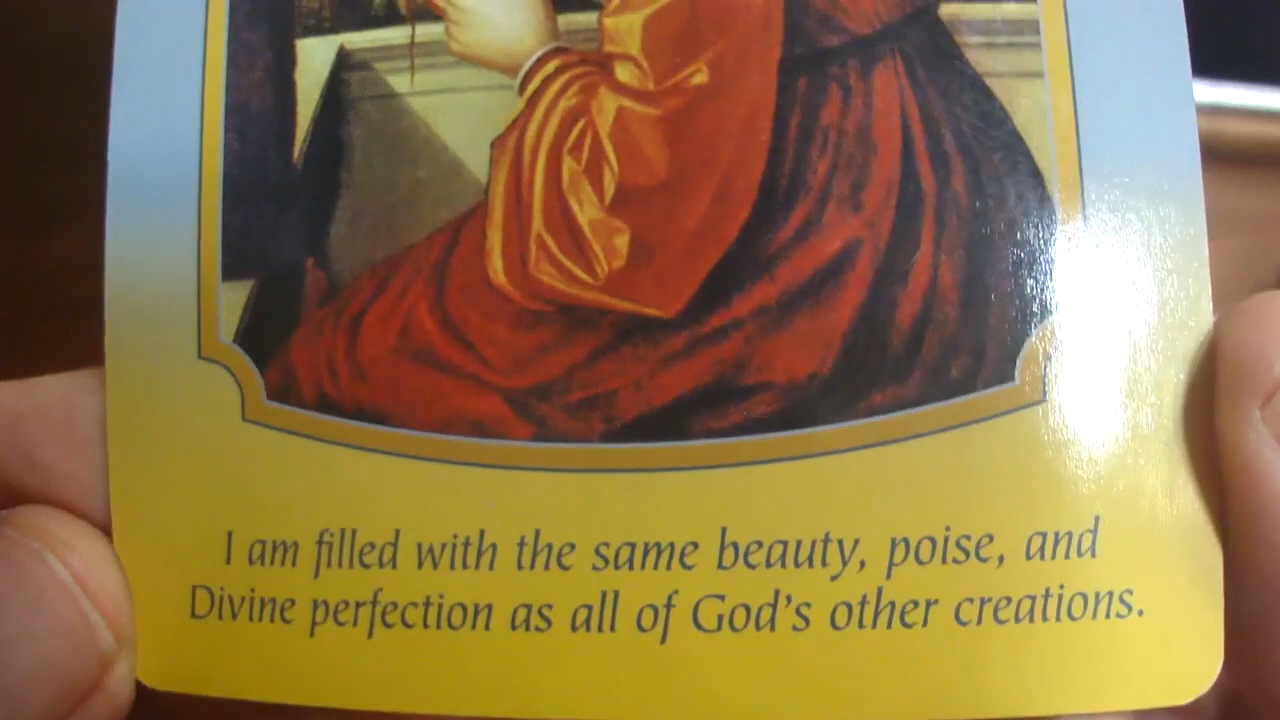 I am filled with the same beauty, poise, and
Divine perfection as all of God's other creations.